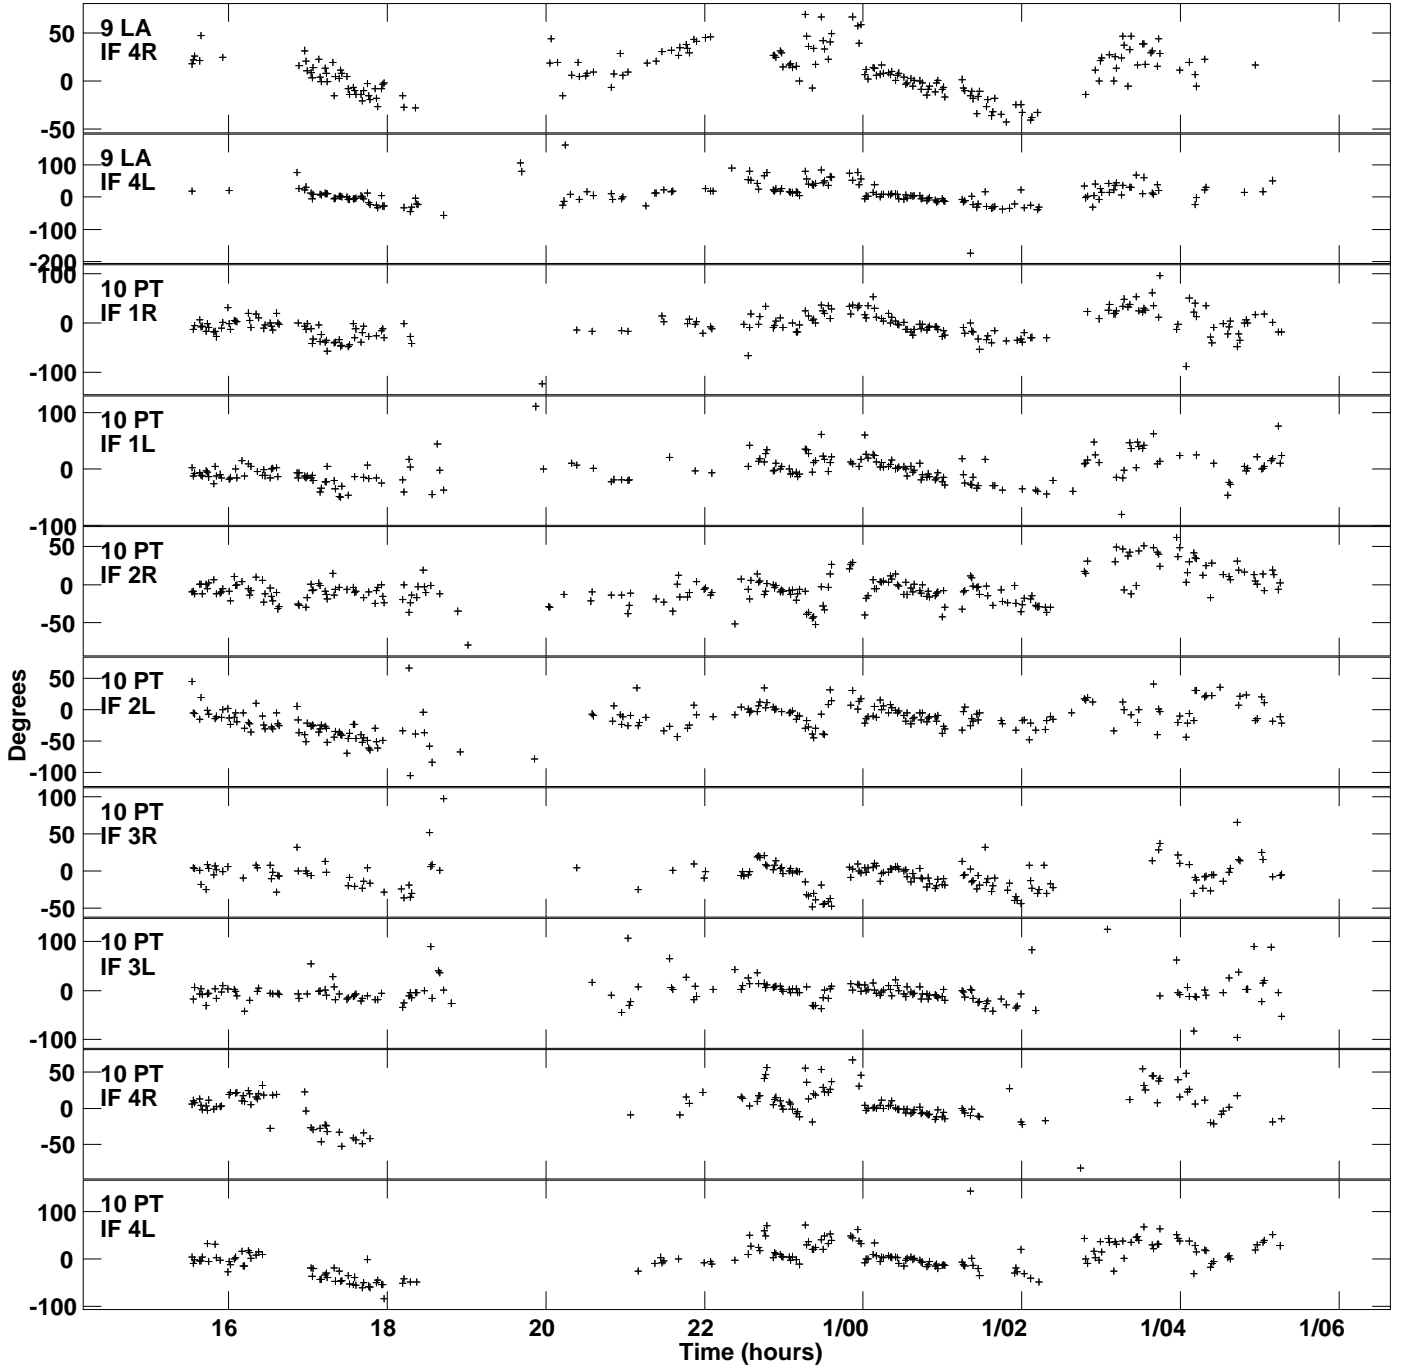 9 LA
IF 4R
50
0
-50
9 LA
IF 4L
100
0
-100
-200
100
10 PT
IF 1R
0
-100
10 PT
IF 1L
100
0
-100
10 PT
IF 2R
50
0
-50
10 PT
IF 2L
50
0
-50
-100
Degrees
10 PT
IF 3R
100
50
0
-50
10 PT
IF 3L
100
0
-100
10 PT
IF 4R
50
0
-50
10 PT
IF 4L
100
0
-100
16 18 20 22 1/00 1/02 1/04 1/06
Time (hours)